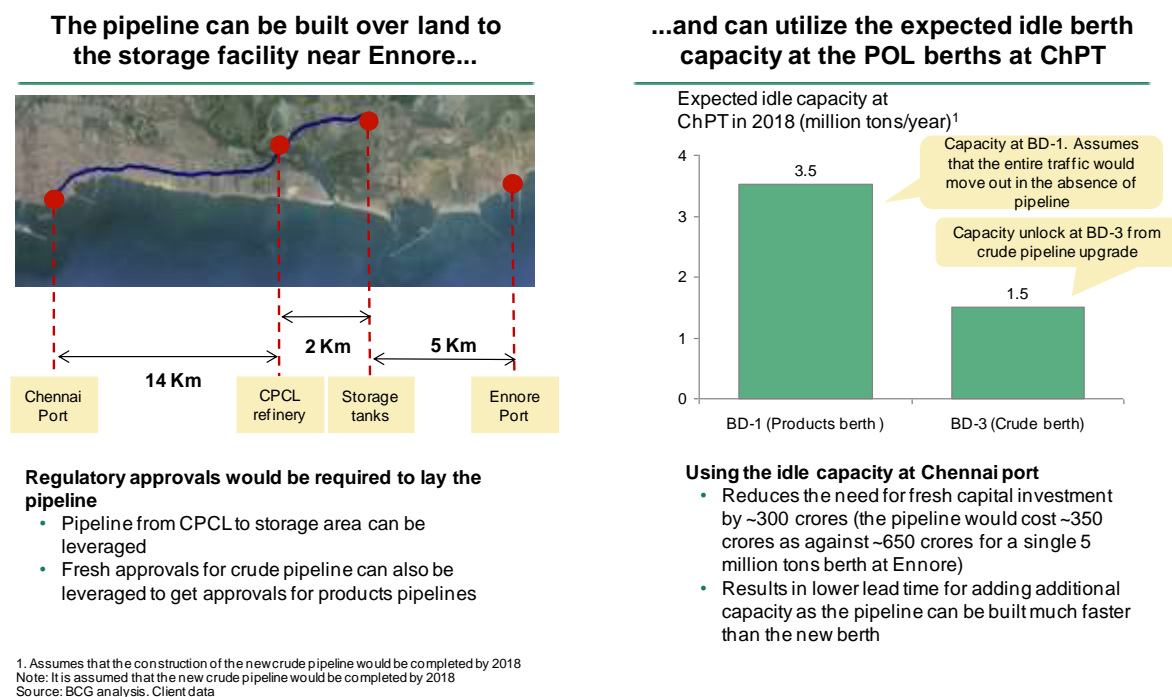 The pipeline can be built over land to
the storage facility near Ennore...
14 Km
2 Km
5 Km
Chennai
Port
CPCL
refinery
Storage
tanks
Ennore
Port
Regulatory approvals would be required to lay the
pipeline
• Pipeline from CPCL to storage area can be
leveraged
• Fresh approvals for crude pipeline can also be
leveraged to get approvals for products pipelines
...and can utilize the expected idle berth
capacity at the POL berths at ChPT
Expected idle capacity at
ChPT in 2018 (million tons/year)1
Capacity at BD-1. Assumes
that the entire traffic would
move out in the absence of
pipeline
Capacity unlock at BD-3 from
crude pipeline upgrade
4
3
2
1
0
3.5
1.5
BD-1 (Products berth )
BD-3 (Crude berth)
Using the idle capacity at Chennai port
• Reduces the need for fresh capital investment
by ~300 crores (the pipeline would cost ~350
crores as against ~650 crores for a single 5
million tons berth at Ennore)
• Results in lower lead time for adding additional
capacity as the pipeline can be built much faster
than the new berth
1. Assumes that the construction of the new crude pipeline would be completed by 2018
Note: It is assumed that the new crude pipeline would be completed by 2018
Source: BCG analysis. Client data